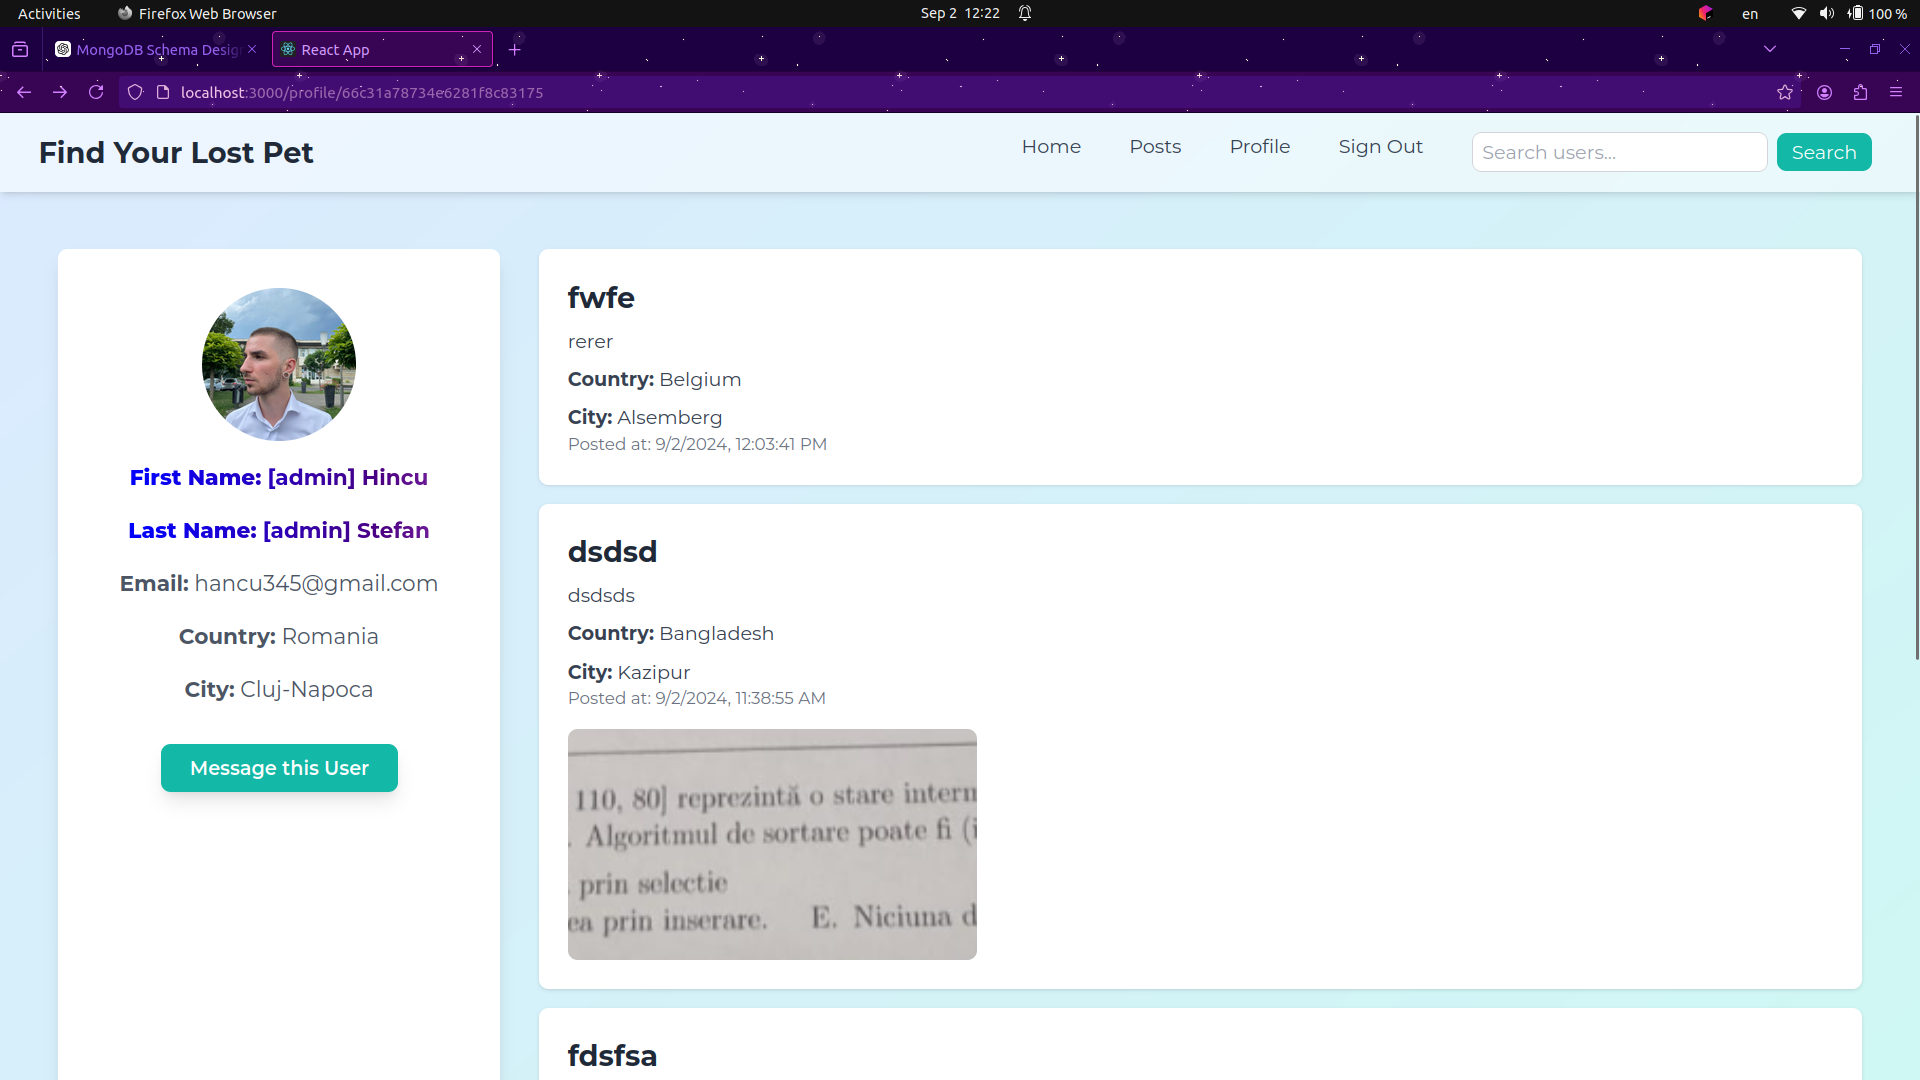 Activities
Firefox Web Browser
Sep 2 12:22
en
100 %
MongoDB Schema Desig
React App
localhost:3000/profile/66c31a78734e6281f8c83175
Find Your Lost Pet
Home
Posts
Profile
Sign Out
Search users...
Search
First Name: [admin] Hincu
Last Name: [admin] Stefan
Email: hancu345@gmail.com
Country: Romania
City: Cluj-Napoca
Message this User
fwfe
rerer
Country: Belgium
City: Alsemberg
Posted at: 9/2/2024, 12:03:41 PM
dsdsd
dsdsds
Country: Bangladesh
City: Kazipur
Posted at: 9/2/2024, 11:38:55 AM
110, 80] reprezintă o stare intern
. Algoritmul de sortare poate fi (i
. prin selectie
ea prin inserare. E. Niciuna d
fdsfsa